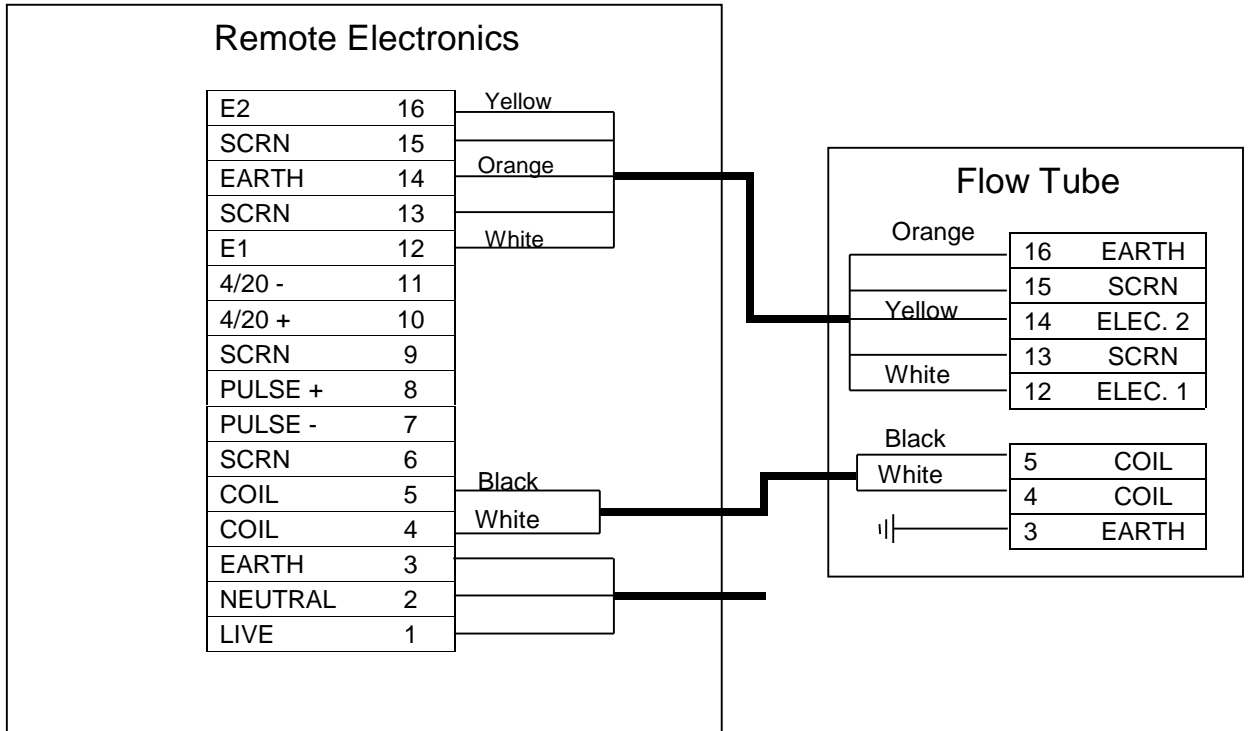 Remote Electronics
E2 16 Yellow
SCRN 15
EARTH 14 Orange
SCRN 13
E1 12 White
4/20 - 11
4/20 + 10
SCRN 9
PULSE + 8
PULSE - 7
SCRN 6
COIL 5 Black
COIL 4 White
EARTH 3
NEUTRAL 2
LIVE 1
Flow Tube
Orange 16 EARTH
15 SCRN
Yellow 14 ELEC. 2
13 SCRN
White 12 ELEC. 1
Black 5 COIL
White 4 COIL
3 EARTH